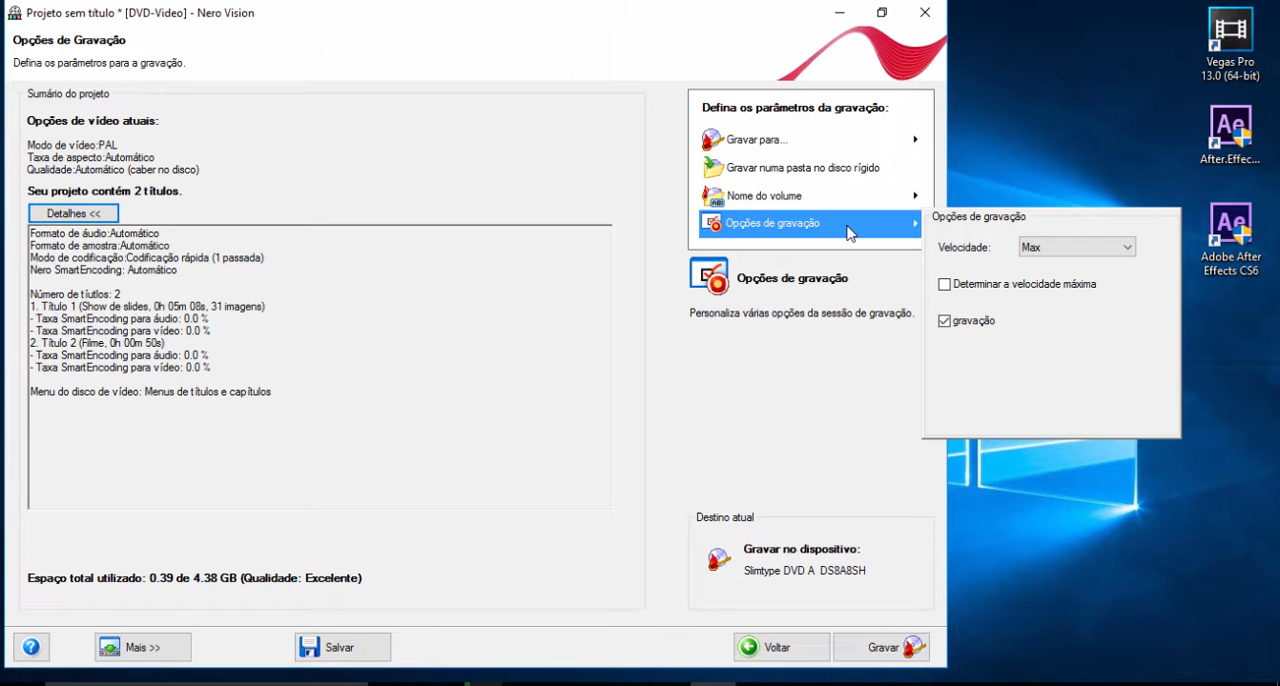 Projeto sem título * [DVD-Video] - Nero Vision
Opções de Gravação
Defina os parâmetros para a gravação.
Sumário do projeto
Opções de vídeo atuais:
Modo de vídeo:PAL
Taxa de aspecto:Automático
Qualidade:Automático (caber no disco)
Seu projeto contém 2 títulos.
Detalhes <<
Formato de áudio:Automático
Formato de amostra:Automático
Modo de codificação:Codificação rápida (1 passada)
Nero SmartEncoding: Automático
Número de tíutlos: 2
1. Título 1 (Show de slides, 0h 05m 08s, 31 imagens)
- Taxa SmartEncoding para áudio: 0.0 %
- Taxa SmartEncoding para vídeo: 0.0 %
2. Título 2 (Filme, 0h 00m 50s)
- Taxa SmartEncoding para áudio: 0.0 %
- Taxa SmartEncoding para vídeo: 0.0 %
Menu do disco de vídeo: Menus de títulos e capítulos
Espaço total utilizado: 0.39 de 4.38 GB (Qualidade: Excelente)
Defina os parâmetros da gravação:
Gravar para...
Gravar numa pasta no disco rígido
ABI
Nome do volume
Opções de gravação
Opções de gravação
Personaliza várias opções da sessão de gravação.
Opções de gravação
Velocidade: Max
Determinar a velocidade máxima
gravação
Destino atual
Gravar no dispositivo:
Slimtype DVD A DS8A8SH
?
Mais >>
Salvar
Voltar
Gravar
Vegas Pro
13.0 (64-bit)
Ae
After.Effec...
Ae
Adobe After
Effects CS6